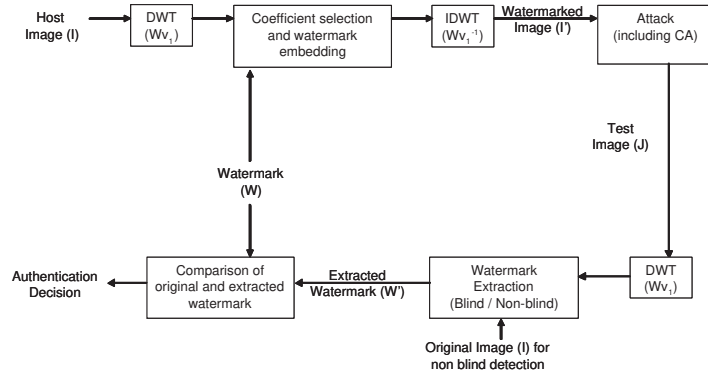 Host
Image (I)
DWT
(Wv1)
Coefficient selection
and watermark
embedding
IDWT
(Wv1-1)
Watermarked
Image (I')
Attack
(including CA)
Test
Image (J)
Watermark
(W)
Authentication
Decision
Comparison of
original and extracted
watermark
Extracted
Watermark (W')
Watermark
Extraction
(Blind / Non-blind)
DWT
(Wv1)
Original Image (I) for
non blind detection